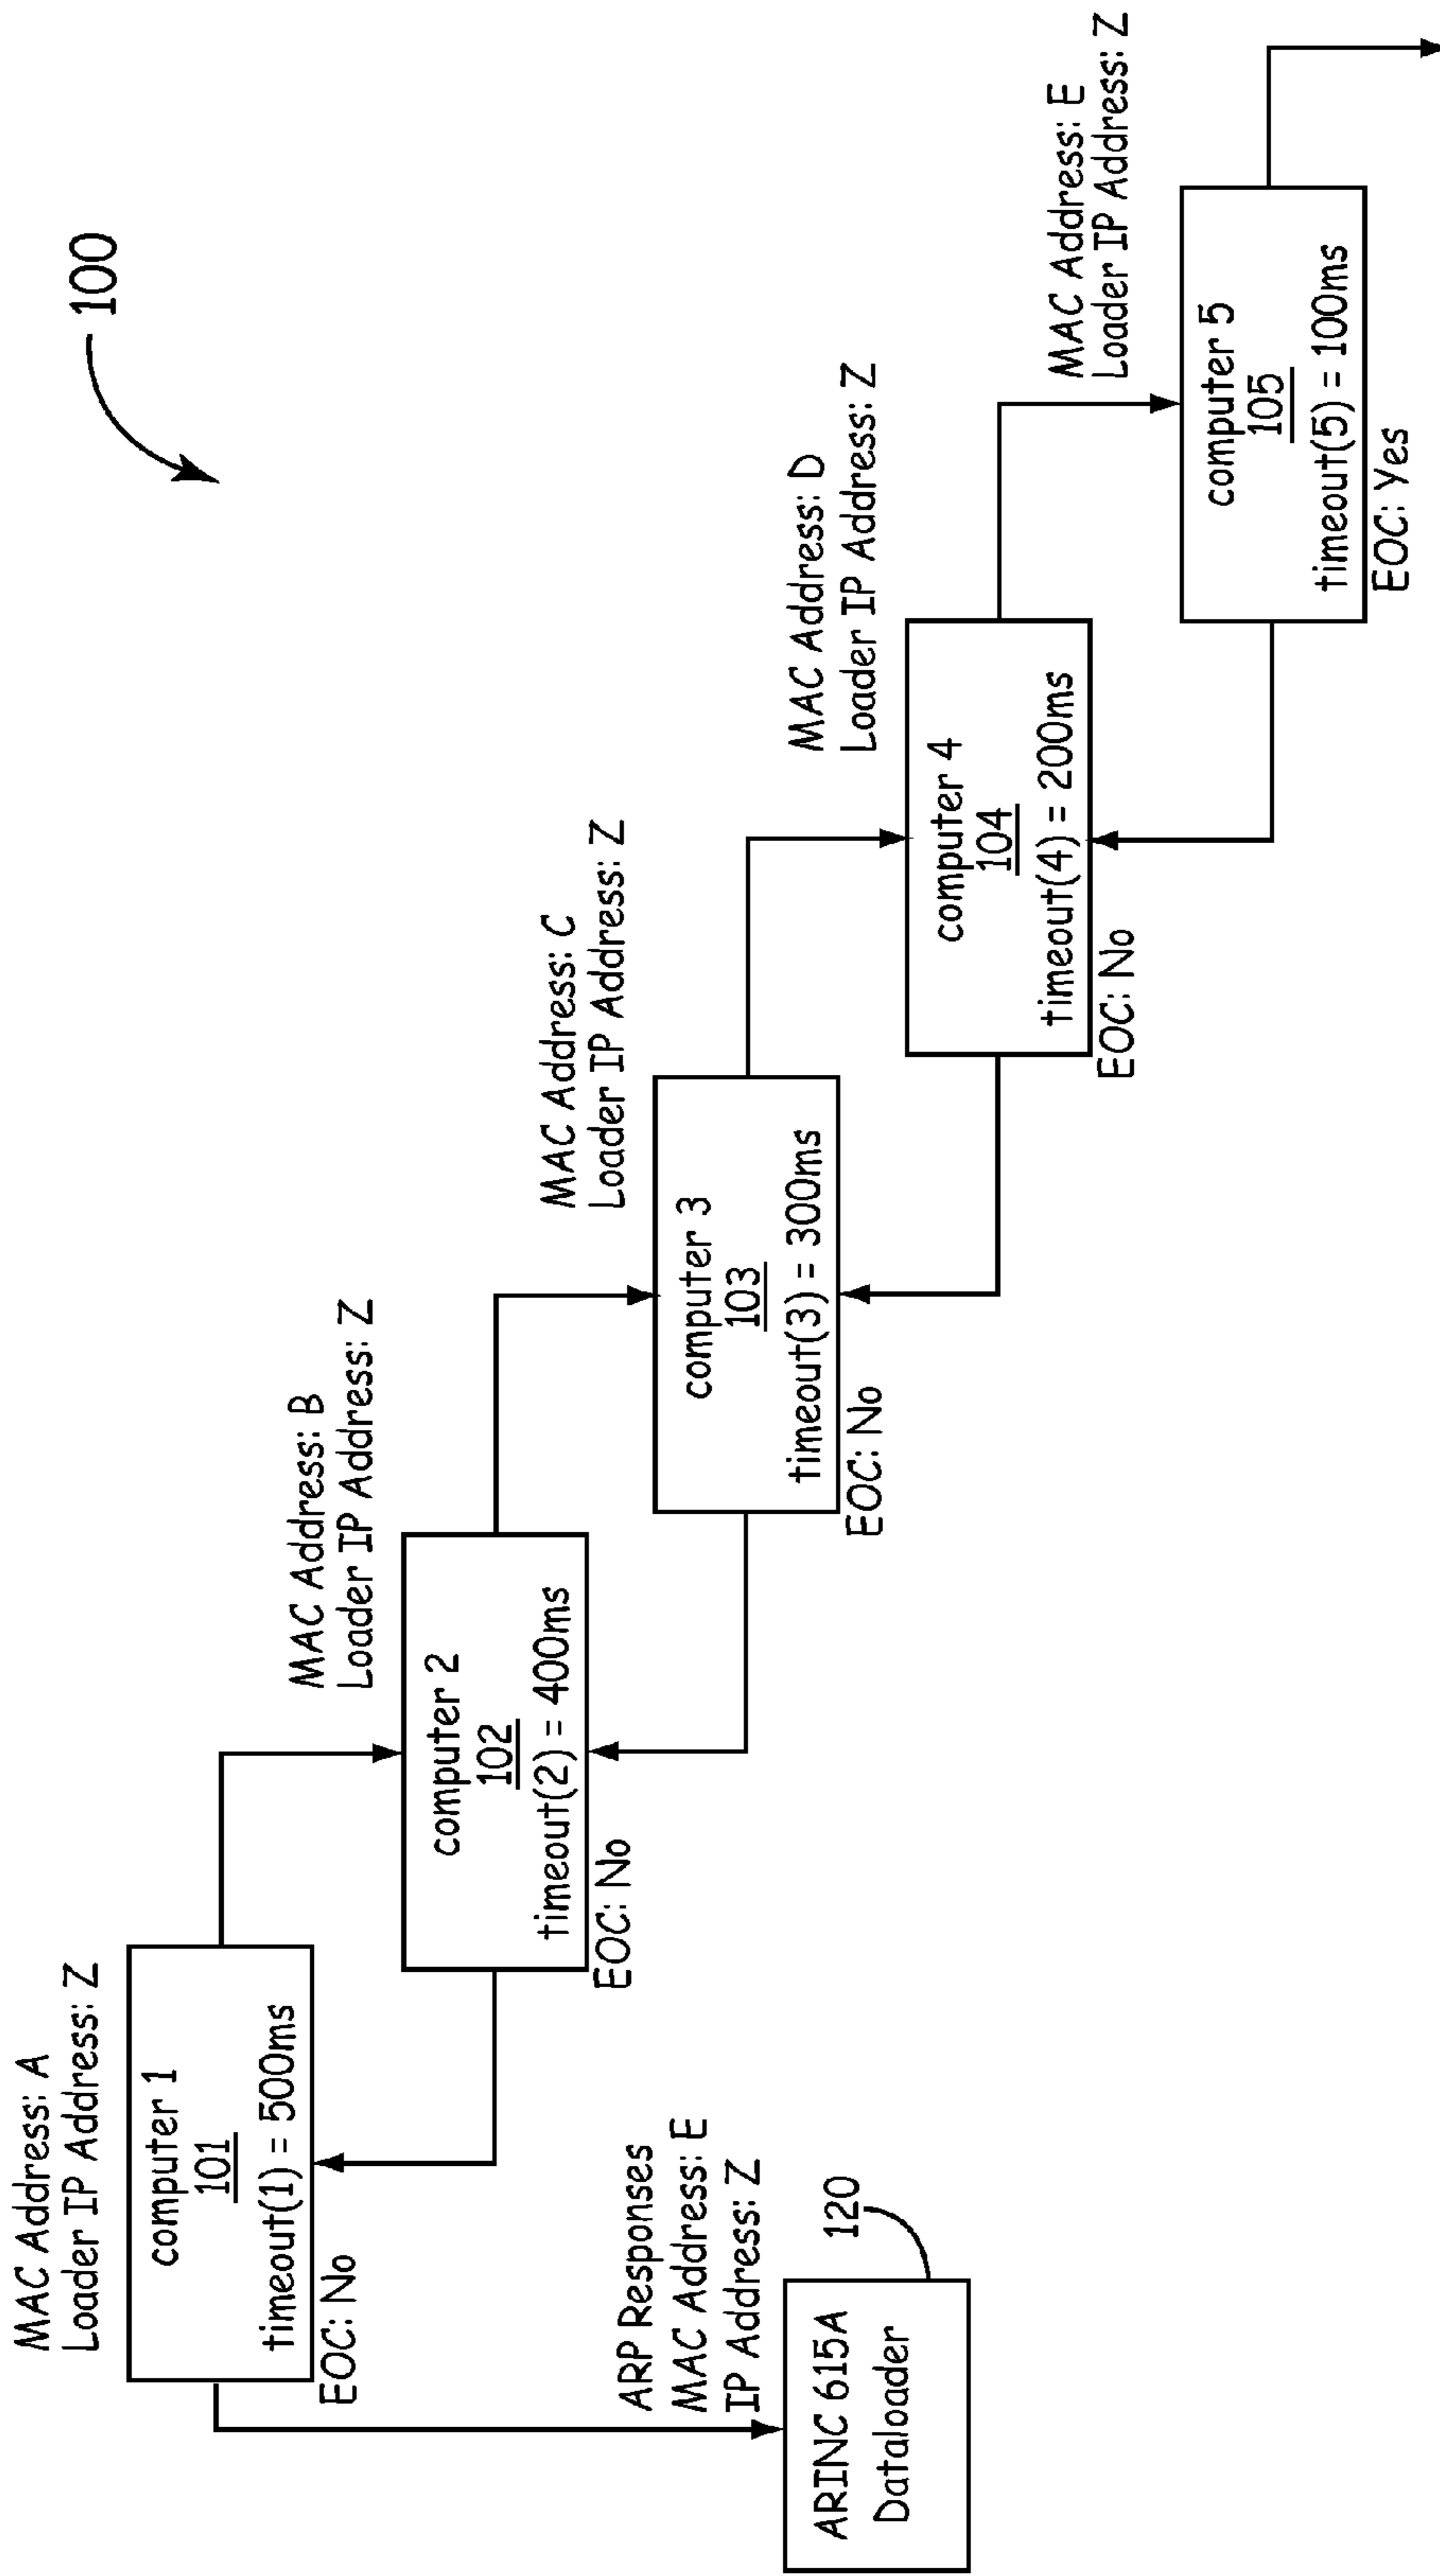 100
MAC Address: A
Loader IP Address: Z
computer 1
101
timeout(1) = 500ms
EOC: No
MAC Address: B
Loader IP Address: Z
computer 2
102
timeout(2) = 400ms
EOC: No
MAC Address: C
Loader IP Address: Z
computer 3
103
timeout(3) = 300ms
EOC: No
MAC Address: D
Loader IP Address: Z
computer 4
104
timeout(4) = 200ms
EOC: No
MAC Address: E
Loader IP Address: Z
computer 5
105
timeout(5) = 100ms
EOC: Yes
ARP Responses
MAC Address: E
IP Address: Z
120
ARINC 615A
Dataloader